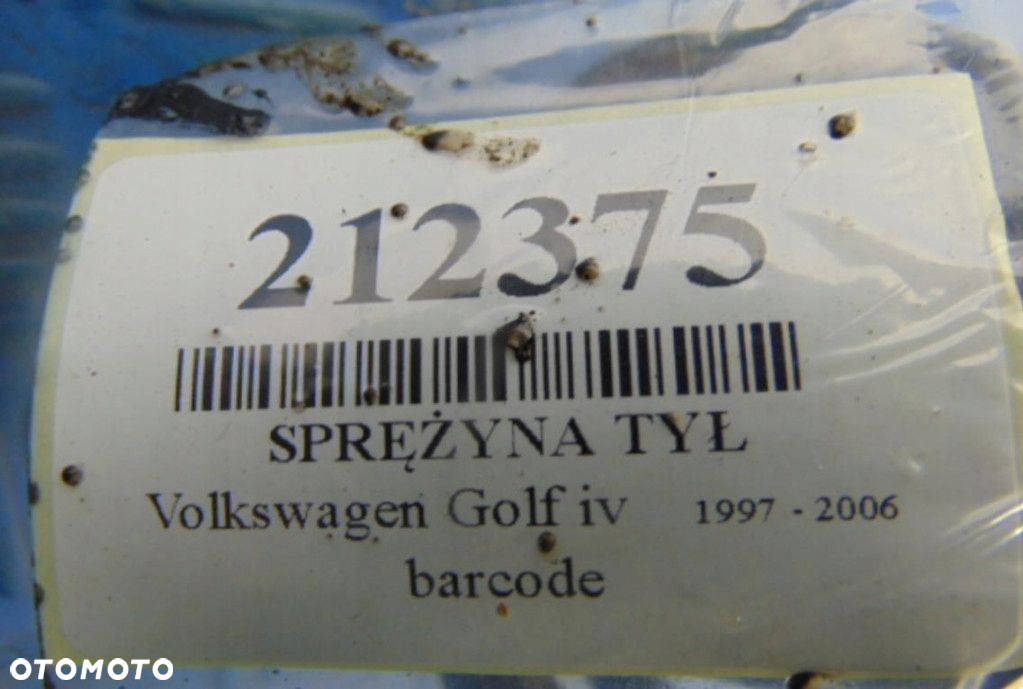 212375
SPRĘŻYNA TYŁ
Volkswagen Golf iv 1997 - 2006
barcode
OTOMOTO